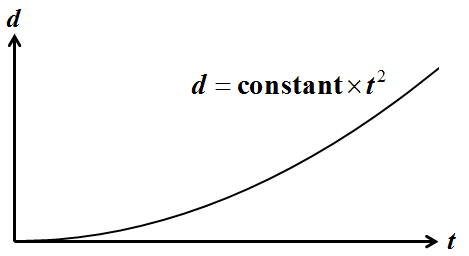 d
d = constant × t²
t